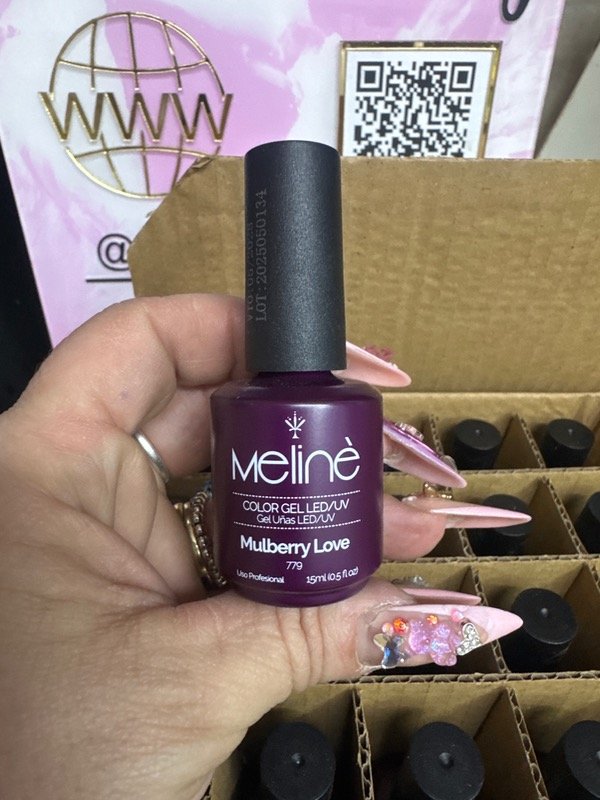 WWW
@
LOT:2025050134
Melinè
COLOR GEL LED/UV
Gel Uñas LED/UV
Mulberry Love
779
Uso Profesional 15ml (0.5 fl oz)